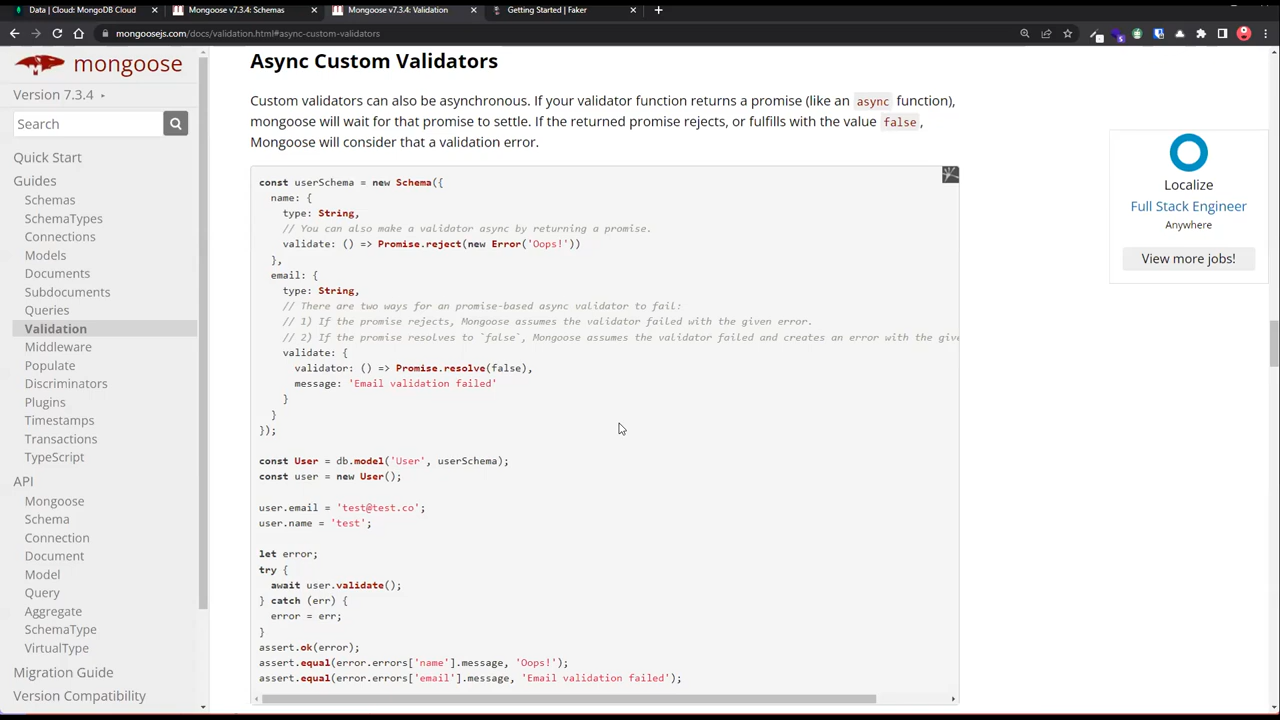 Data | Cloud: MongoDB Cloud
Mongoose v7.3.4: Schemas
Mongoose v7.3.4: Validation
Getting Started | Faker
mongoosejs.com/docs/validation.html#async-custom-validators
mongoose
Version 7.3.4
Search
Quick Start
Guides
Schemas
SchemaTypes
Connections
Models
Documents
Subdocuments
Queries
Validation
Middleware
Populate
Discriminators
Plugins
Timestamps
Transactions
TypeScript
API
Mongoose
Schema
Connection
Document
Model
Query
Aggregate
SchemaType
VirtualType
Migration Guide
Version Compatibility
Async Custom Validators
Custom validators can also be asynchronous. If your validator function returns a promise (like an async function),
mongoose will wait for that promise to settle. If the returned promise rejects, or fulfills with the value false,
Mongoose will consider that a validation error.
const userSchema = new Schema({
name: {
type: String,
// You can also make a validator async by returning a promise.
validate: () => Promise.reject(new Error('Oops!'))
},
email: {
type: String,
// There are two ways for an promise-based async validator to fail:
// 1) If the promise rejects, Mongoose assumes the validator failed with the given error.
// 2) If the promise resolves to `false`, Mongoose assumes the validator failed and creates an error with the
validate: {
validator: () => Promise.resolve(false),
message: 'Email validation failed'
}
}
});
const User = db.model('User', userSchema);
const user = new User();
user.email = 'test@test.co';
user.name = 'test';
let error;
try {
await user.validate();
} catch (err) {
error = err;
}
assert.ok(error);
assert.equal(error.errors['name'].message, 'Oops!');
assert.equal(error.errors['email'].message, 'Email validation failed');
Localize
Full Stack Engineer
Anywhere
View more jobs!